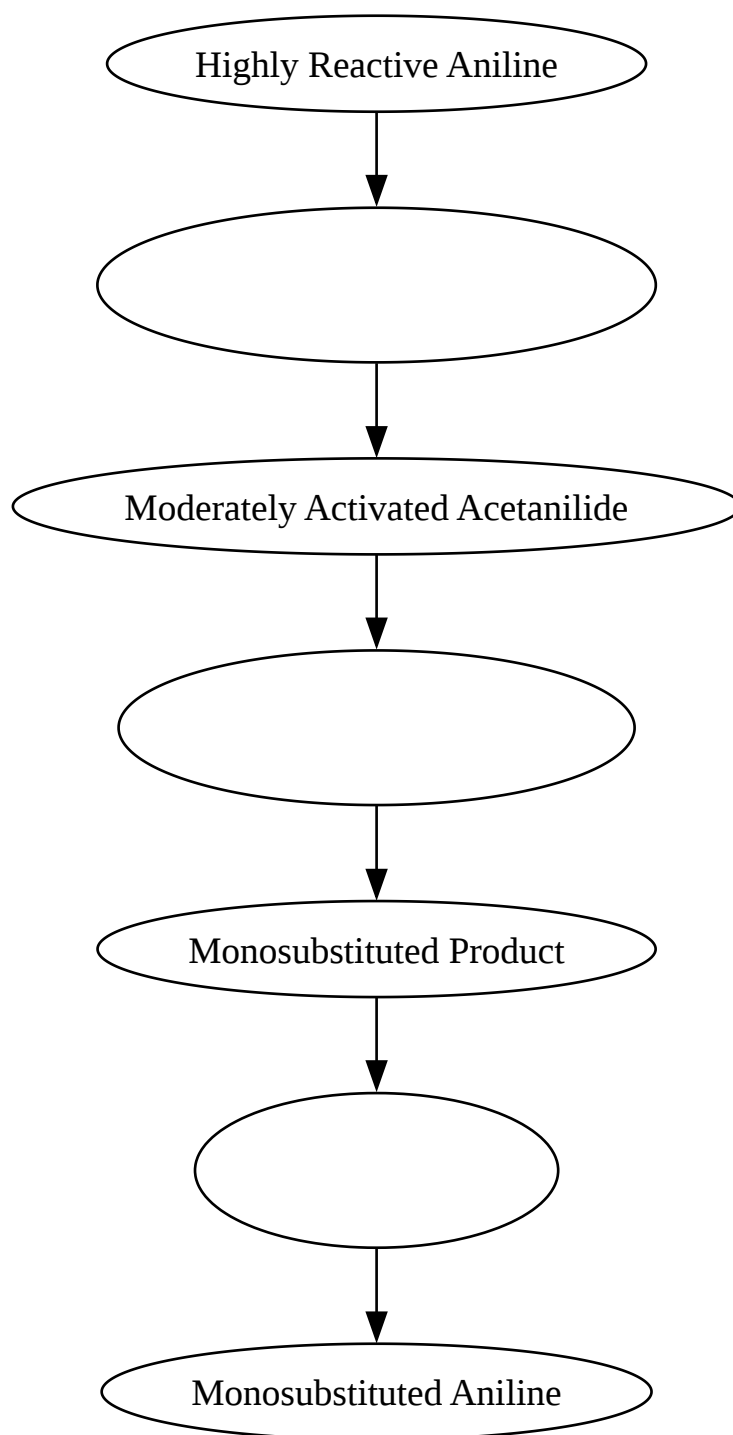 Highly Reactive Aniline
Moderately Activated Acetanilide
Monosubstituted Product
Monosubstituted Aniline